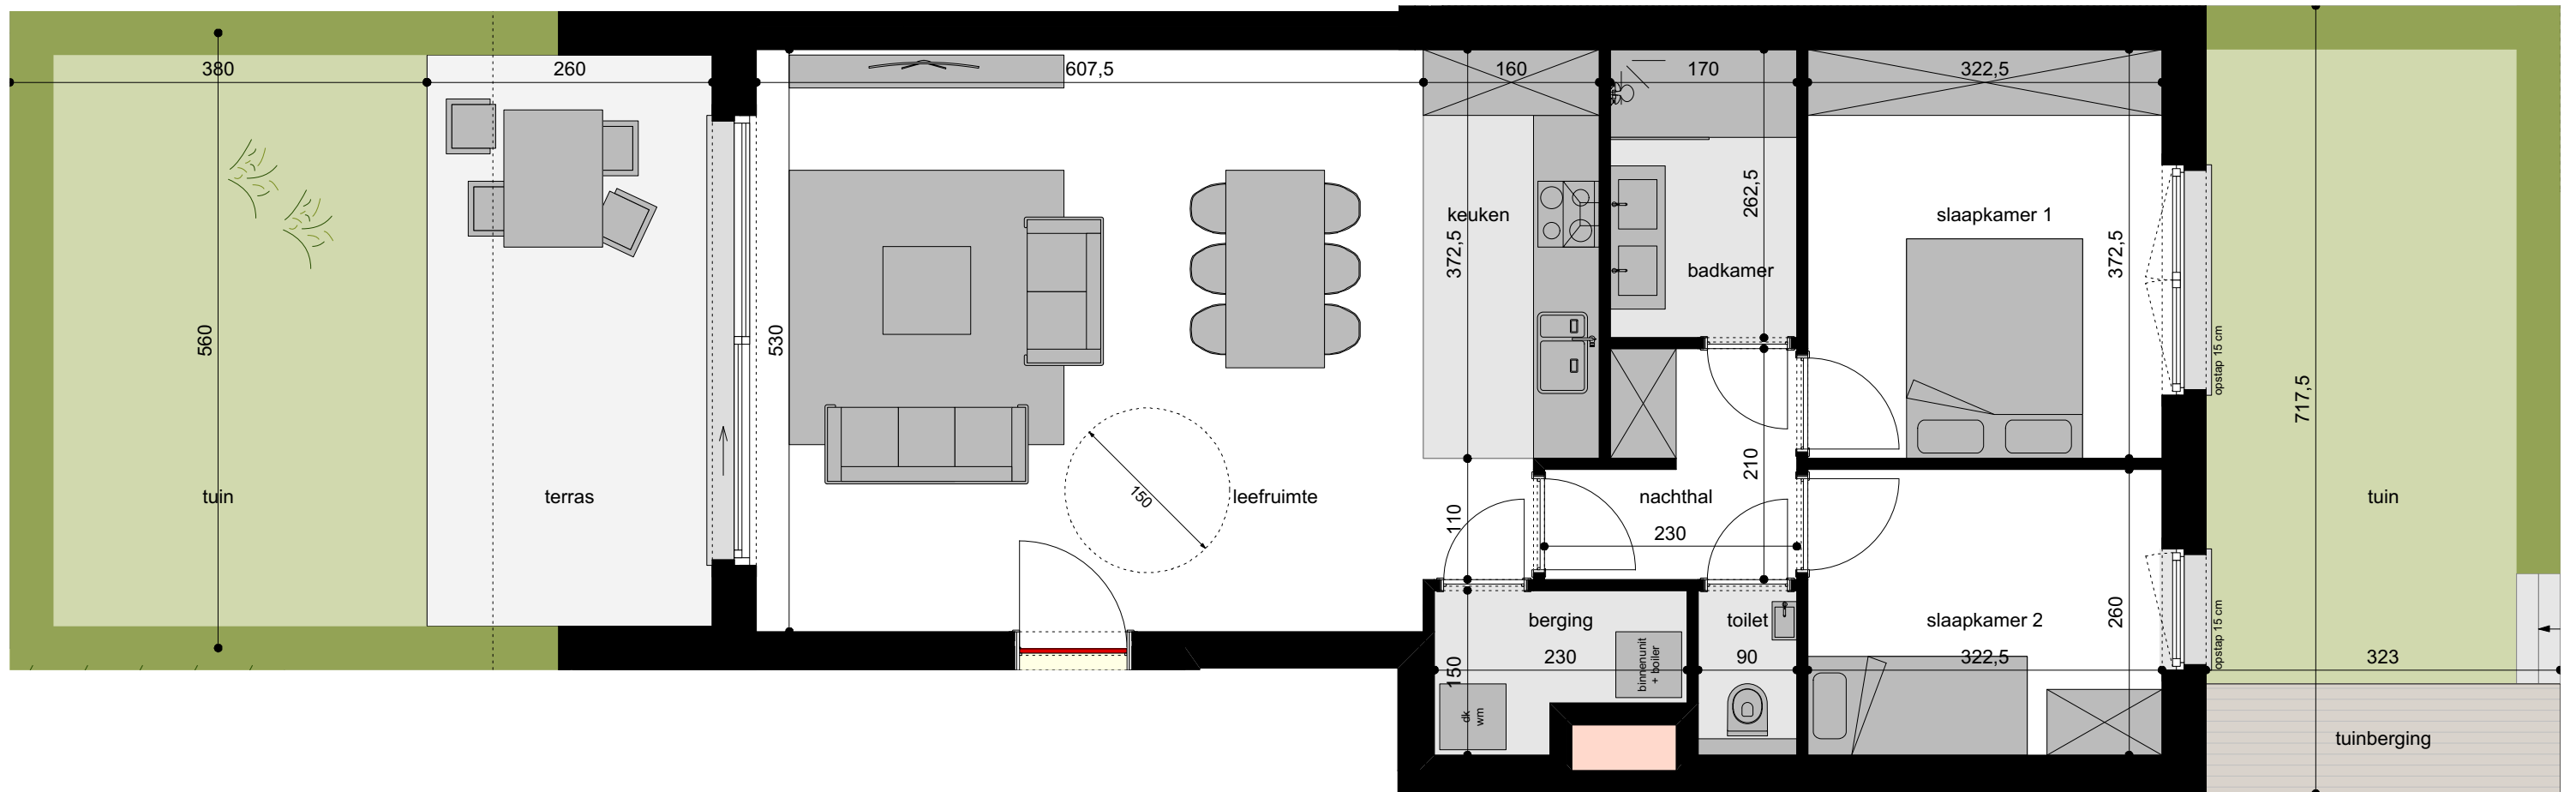 380
260
607,5
160
170
322,5
262,5
keuken
slaapkamer 1
372,5
badkamer
372,5
560
530
opstap 15 cm
717,5
210
tuin
terras
150
leefruimte
110
nachthal
230
tuin
berging
toilet
slaapkamer 2
260
opstap 15 cm
150
230
binnenunit
+ boiler
90
322,5
323
dk
wm
tuinberging